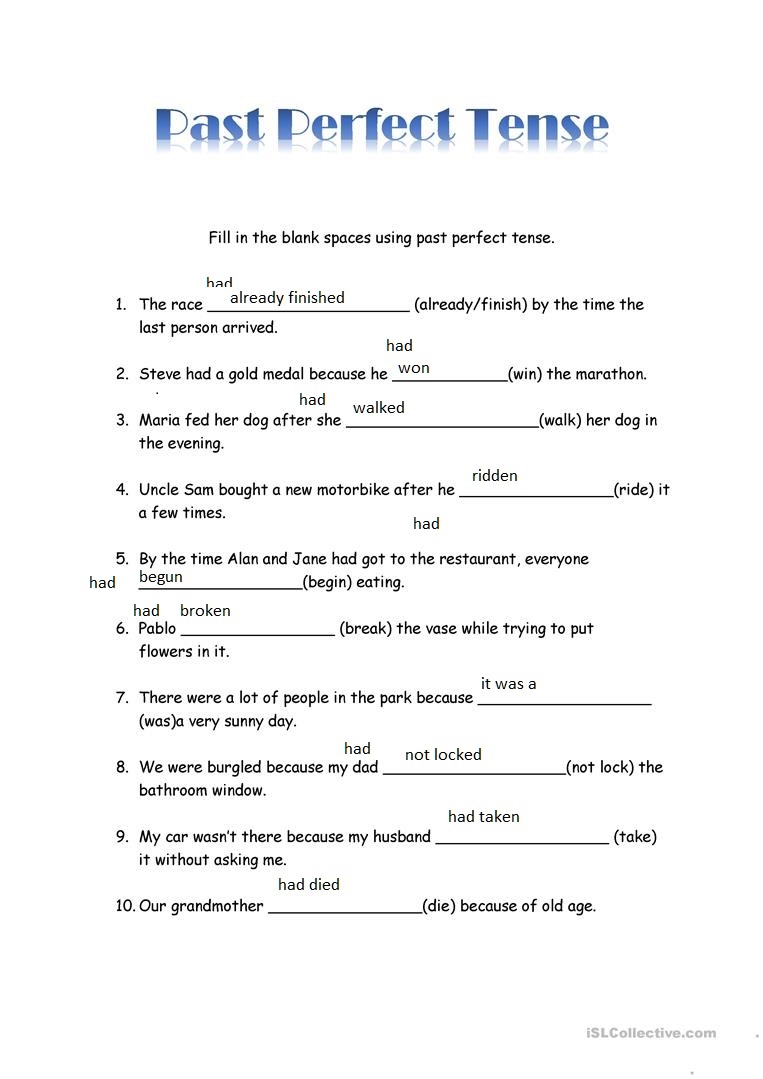 Past Perfect Tense
Fill in the blank spaces using past perfect tense.
had
already finished
1. The race ____________________ (already/finish) by the time the
last person arrived.
had
won
2. Steve had a gold medal because he ____________(win) the marathon.
had walked
3. Maria fed her dog after she ____________________(walk) her dog in
the evening.
ridden
4. Uncle Sam bought a new motorbike after he ________________(ride) it
a few times.
had
5. By the time Alan and Jane had got to the restaurant, everyone
had begun
_________________(begin) eating.
had broken
6. Pablo ________________ (break) the vase while trying to put
flowers in it.
it was a
7. There were a lot of people in the park because __________________
(was)a very sunny day.
had not locked
8. We were burgled because my dad ___________________(not lock) the
bathroom window.
had taken
9. My car wasn't there because my husband __________________ (take)
it without asking me.
had died
10. Our grandmother ________________(die) because of old age.
iSLCollective.com